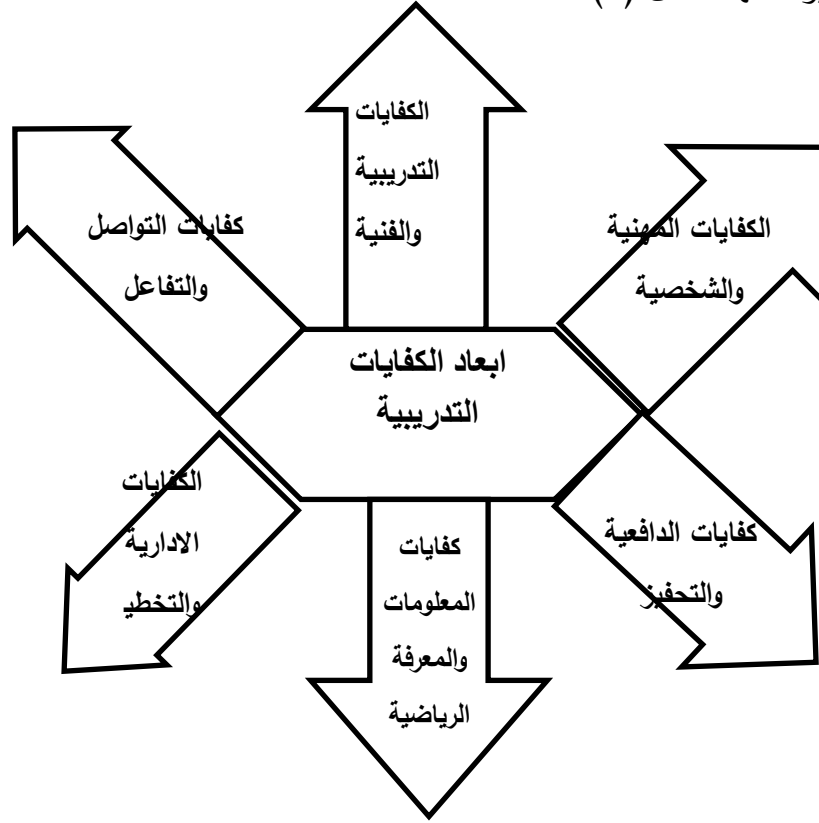 الكفايات
التدريبية
والفنية
الكفايات المهنية
والشخصية
كفايات التواصل
والتفاعل
ابعاد الكفايات
التدريبية
كفايات الدافعية
والتحفيز
كفايات
المعلومات
والمعرفة
الرياضية
الكفايات
الادارية
والتخطيـ